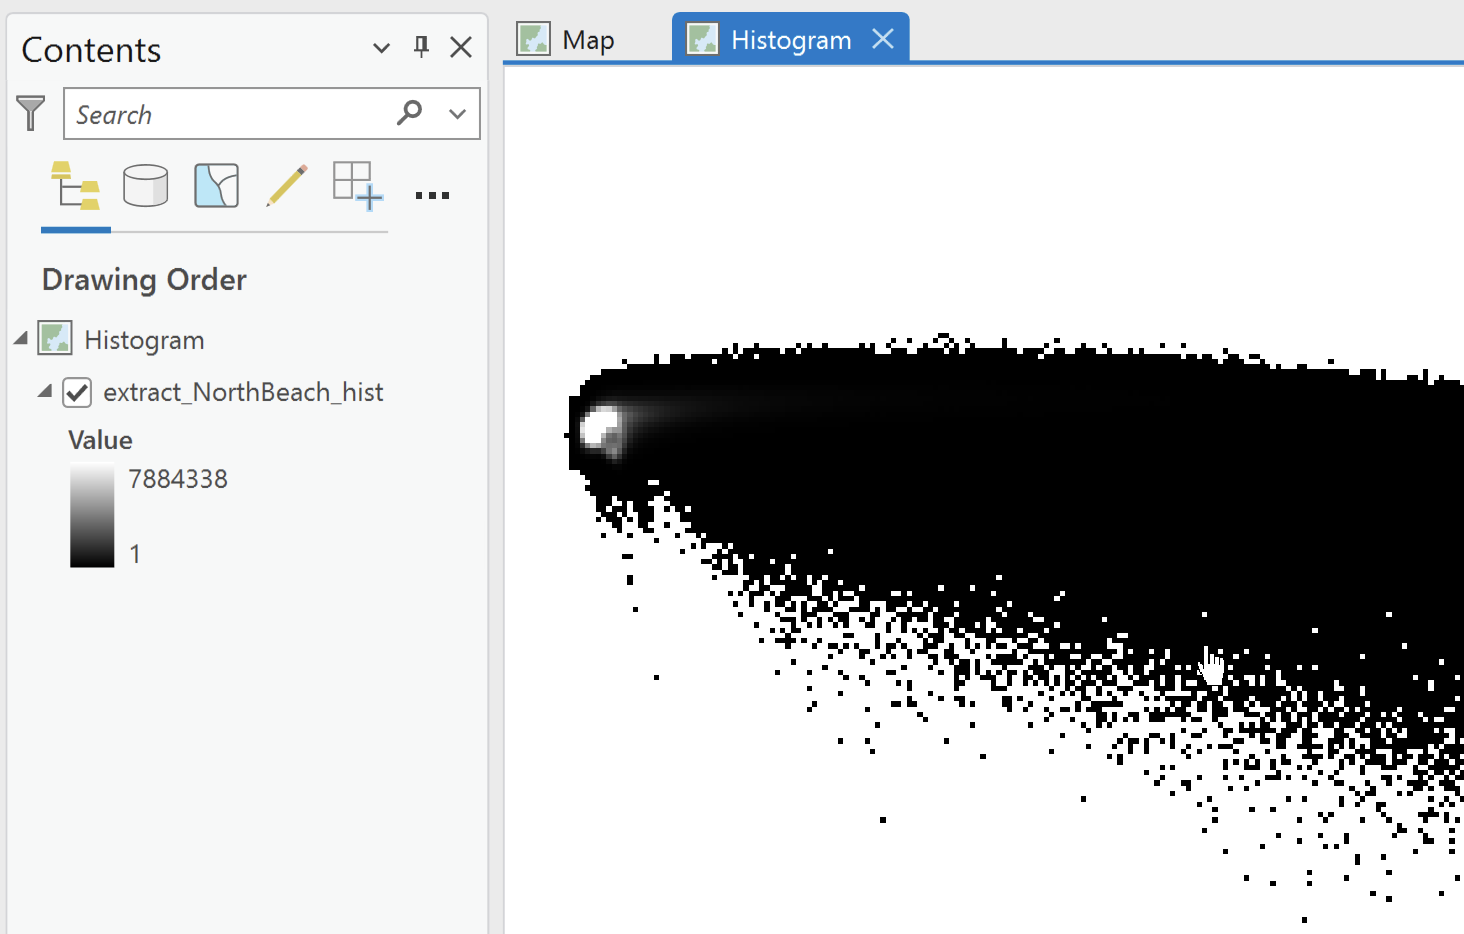 Contents
Map
Histogram
Search
Drawing Order
Histogram
extract_NorthBeach_hist
Value
7884338
1